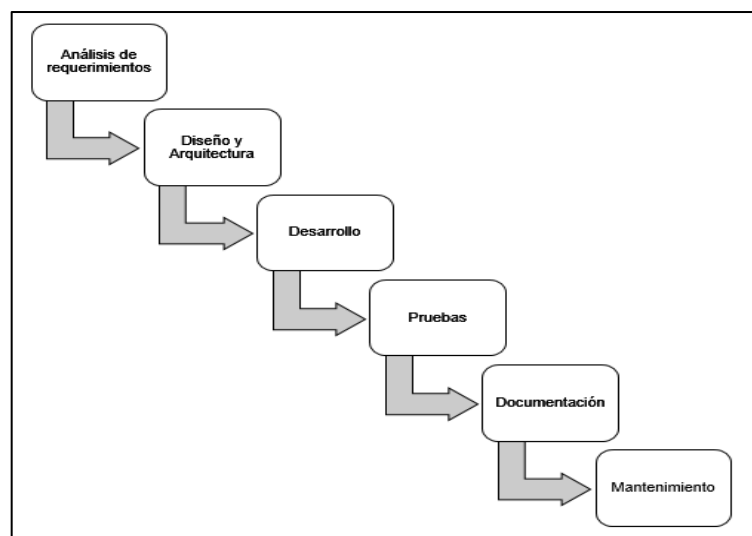 Análisis de
requerimientos
Diseño y
Arquitectura
Desarrollo
Pruebas
Documentación
Mantenimiento